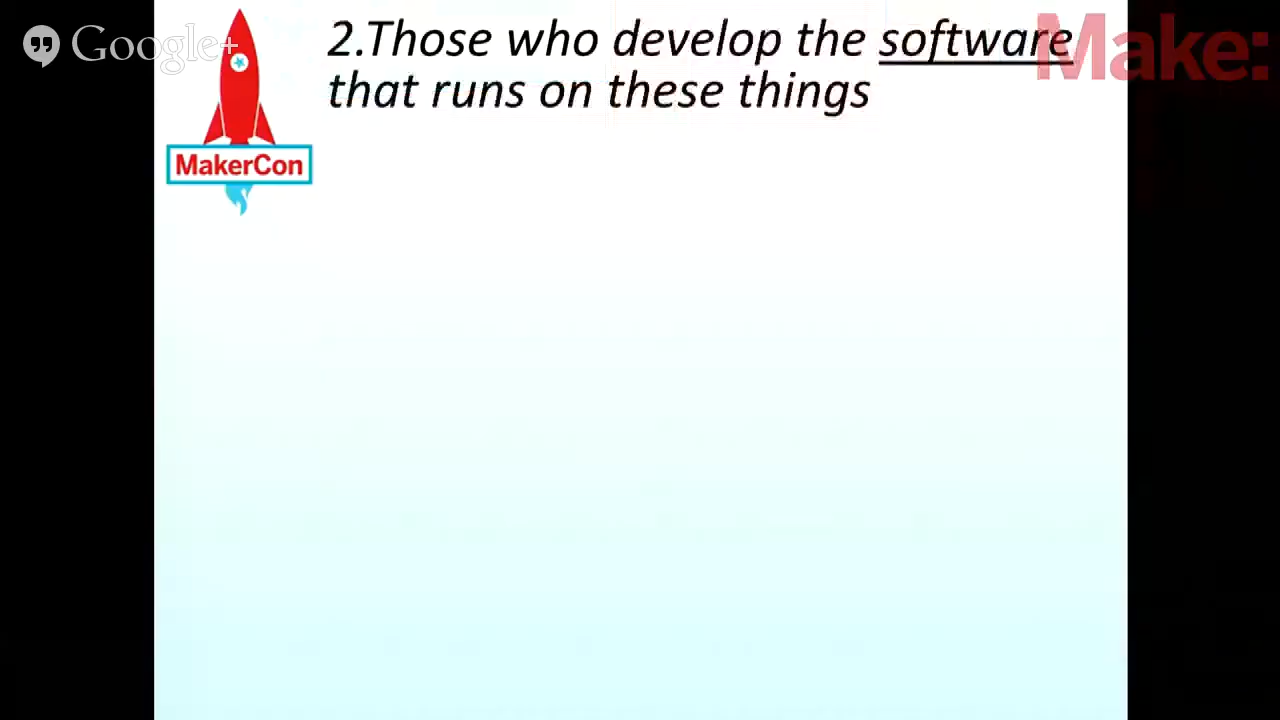 Google+
2.Those who develop the software
Make:
that runs on these things
MakerCon